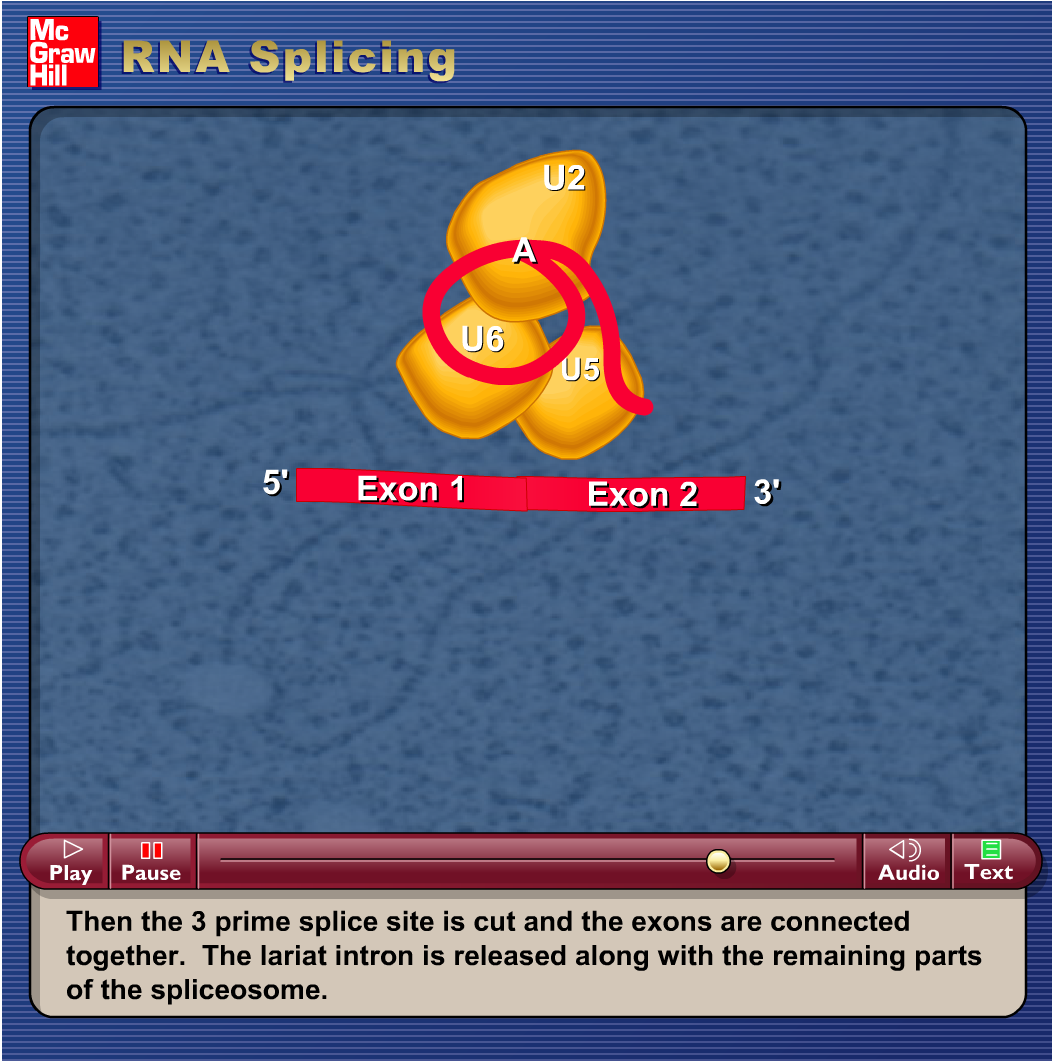 Mc
Graw
Hill
RNA Splicing
U2
A
U6
U5
5' Exon 1 Exon 2 3'
Play Pause Audio Text
Then the 3 prime splice site is cut and the exons are connected
together.  The lariat intron is released along with the remaining parts
of the spliceosome.